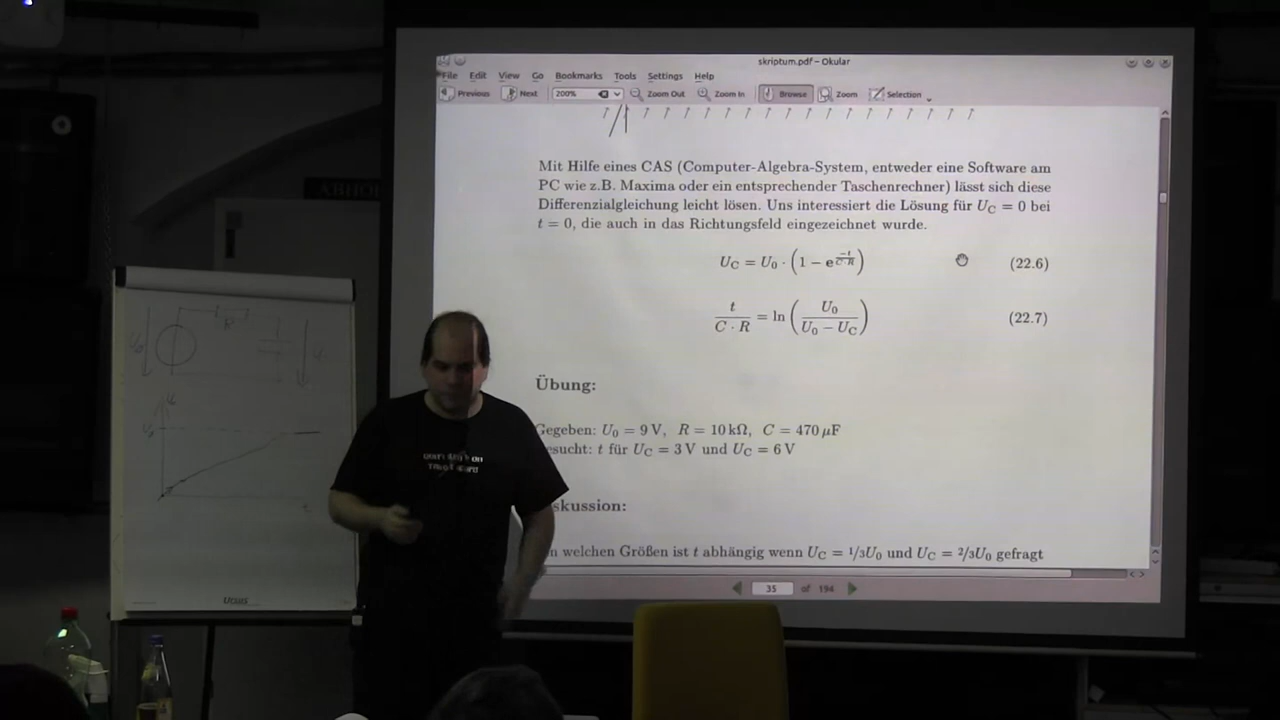 skriptum.pdf – Okular
File Edit View Go Bookmarks Tools Settings Help
Previous Next 200% Zoom Out Zoom In Browse Zoom Selection
Mit Hilfe eines CAS (Computer-Algebra-System, entweder eine Software am
PC wie z.B. Maxima oder ein entsprechender Taschenrechner) lässt sich diese
Differenzialgleichung leicht lösen. Uns interessiert die Lösung für U_C = 0 bei
t = 0, die auch in das Richtungsfeld eingezeichnet wurde.
U_C = U_0 · (1 − e^(−t/(C·R))) (22.6)
t/(C · R) = ln (U_0/(U_0 − U_C)) (22.7)
Übung:
Gegeben: U_0 = 9 V, R = 10 kΩ, C = 470 µF
esucht: t für U_C = 3 V und U_C = 6 V
skussion:
n welchen Größen ist t abhängig wenn U_C = 1/3U_0 und U_C = 2/3U_0 gefragt
35 of 194
U_0
R
U_0
t